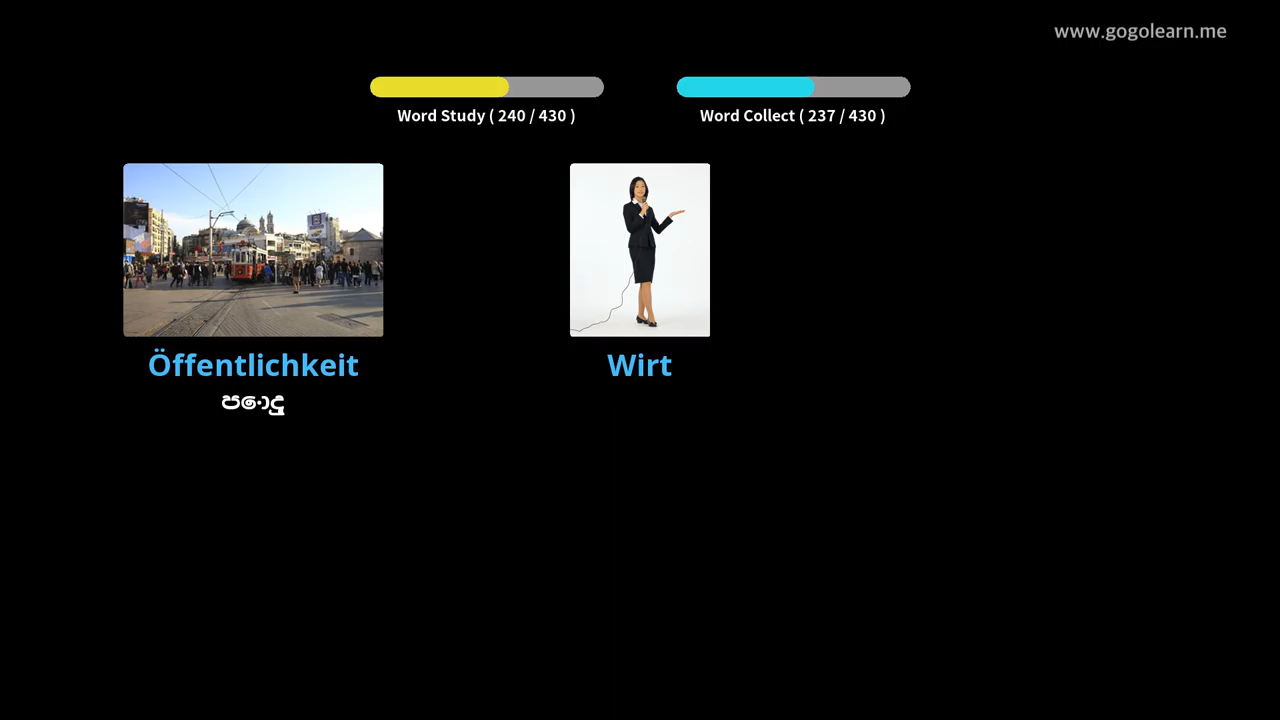 www.gogolearn.me
Word Study ( 240 / 430 )
Word Collect ( 237 / 430 )
Öffentlichkeit
Wirt
පොදු